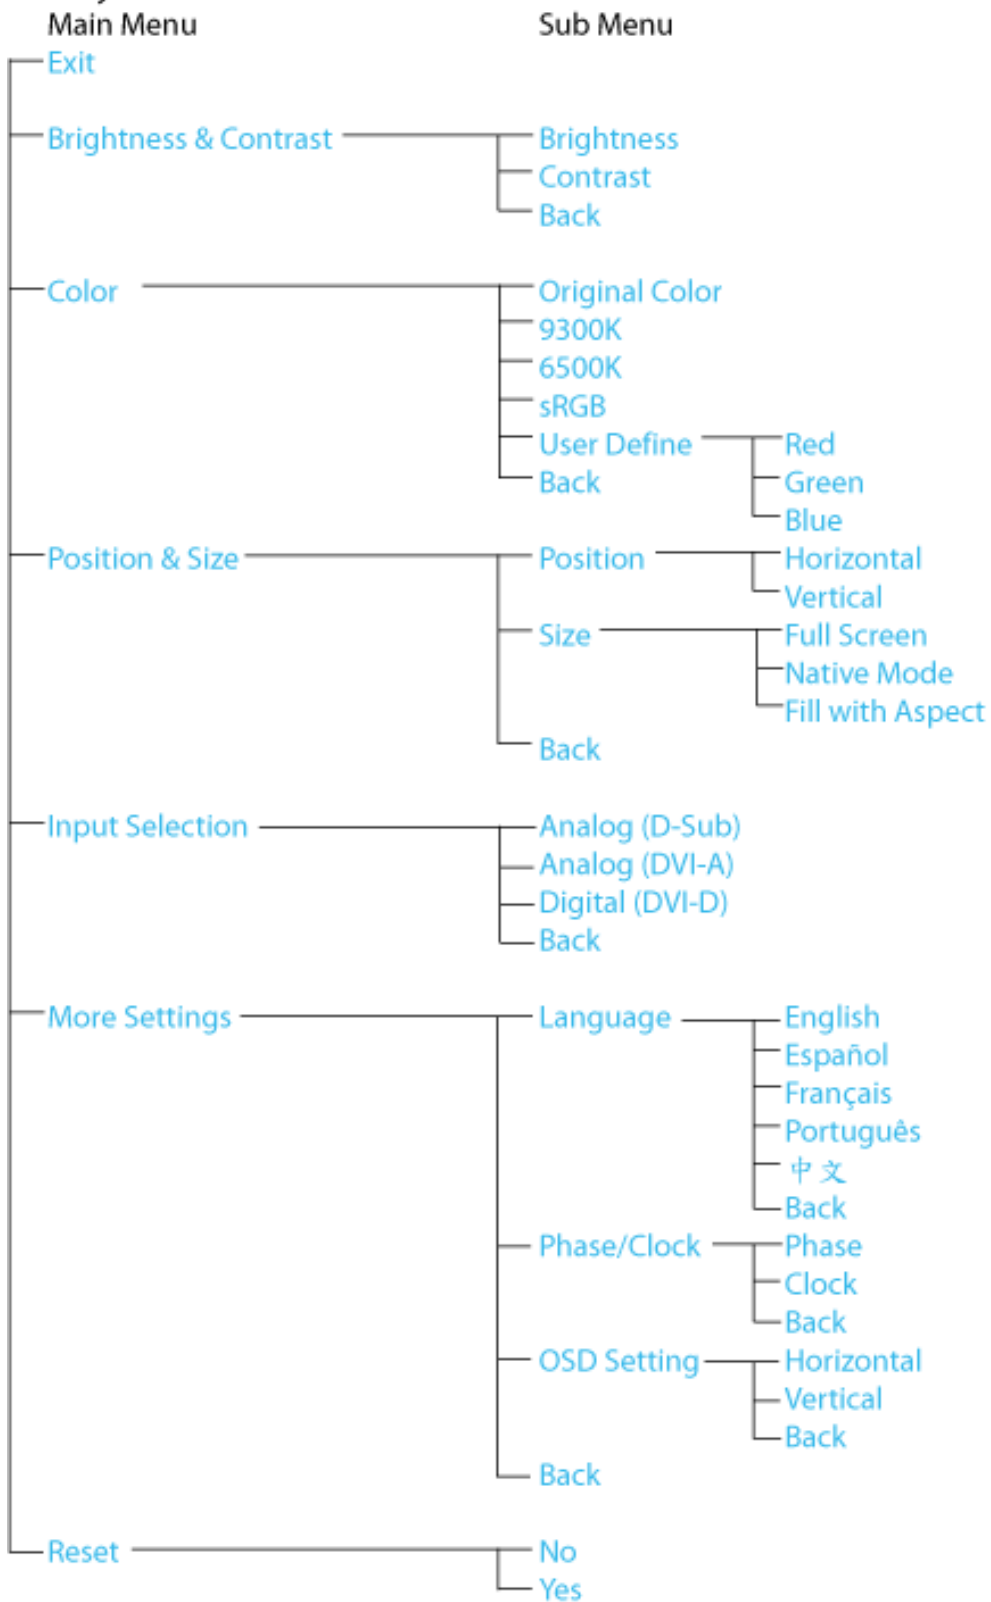 Main Menu Sub Menu
Exit
Brightness & Contrast Brightness
Contrast
Back
Color Original Color
9300K
6500K
sRGB
User Define Red
Back Green
Blue
Position & Size Position Horizontal
Vertical
Size Full Screen
Native Mode
Fill with Aspect
Back
Input Selection Analog (D-Sub)
Analog (DVI-A)
Digital (DVI-D)
Back
More Settings Language English
Español
Français
Português
中文
Back
Phase/Clock Phase
Clock
Back
OSD Setting Horizontal
Vertical
Back
Back
Reset No
Yes